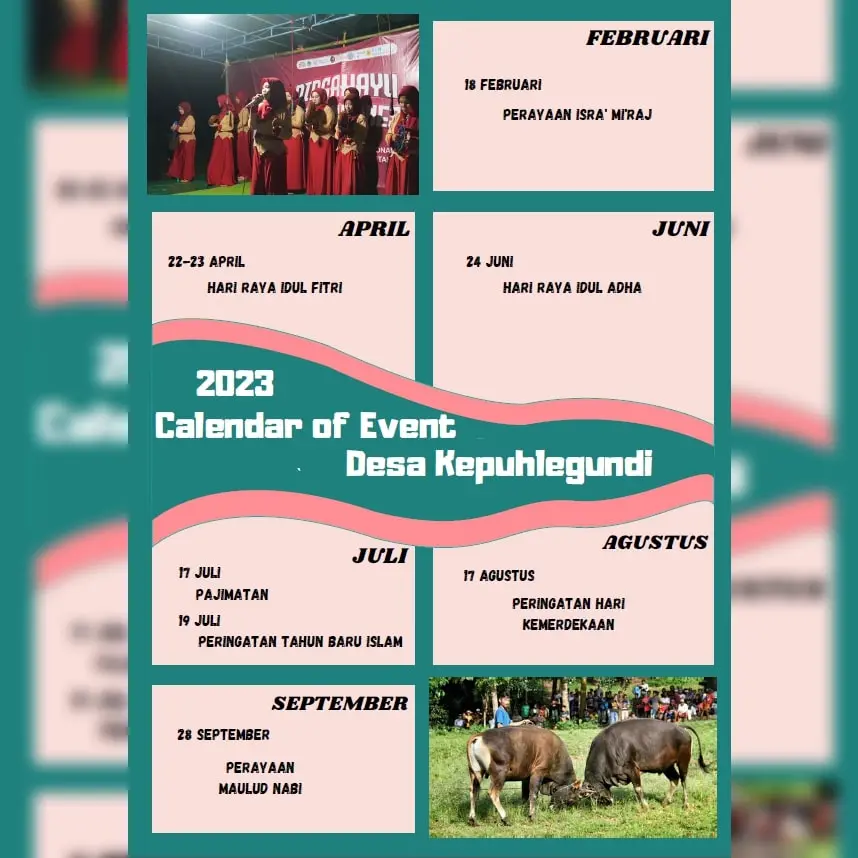 DIRGAHAYU
FEBRUARI
18 FEBRUARI
PERAYAAN ISRA' MI'RAJ
APRIL
22-23 APRIL
HARI RAYA IDUL FITRI
JUNI
24 JUNI
HARI RAYA IDUL ADHA
2023
Calendar of Event
Desa Kepuhlegundi
JULI
17 JULI
PAJIMATAN
19 JULI
PERINGATAN TAHUN BARU ISLAM
AGUSTUS
17 AGUSTUS
PERINGATAN HARI
KEMERDEKAAN
SEPTEMBER
28 SEPTEMBER
PERAYAAN
MAULUD NABI